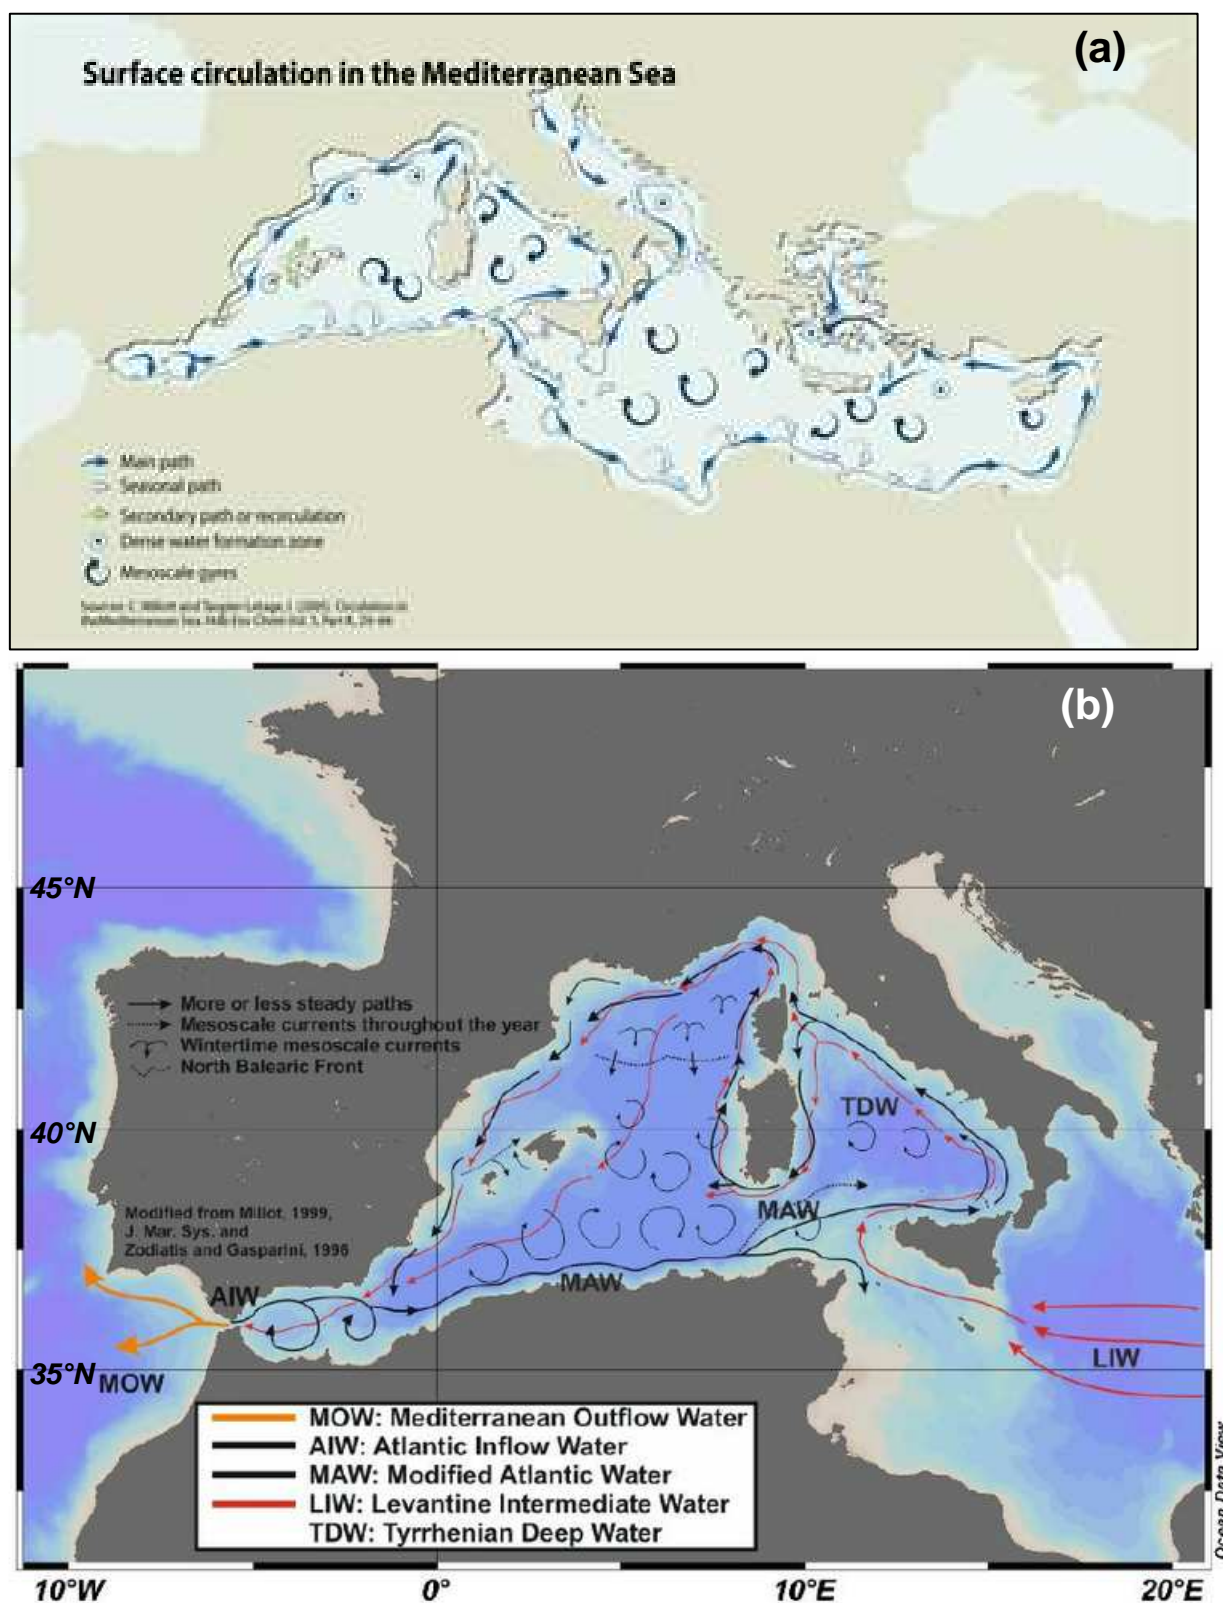 (a)
Surface circulation in the Mediterranean Sea
Main path
Seasonal path
Secondary path or recirculation
Dense water formation zone
Mesoscale gyres
(b)
45°N
More or less steady paths
Mesoscale currents throughout the year
Wintertime mesoscale currents
North Balearic Front
TDW
40°N
MAW
Modified from Millot, 1999,
J. Mar. Sys. and
Zodiatis and Gasparini, 1996
AIW
MAW
LIW
35°N
MOW
MOW: Mediterranean Outflow Water
AIW: Atlantic Inflow Water
MAW: Modified Atlantic Water
LIW: Levantine Intermediate Water
TDW: Tyrrhenian Deep Water
Ocean Data View
10°W
0°
10°E
20°E